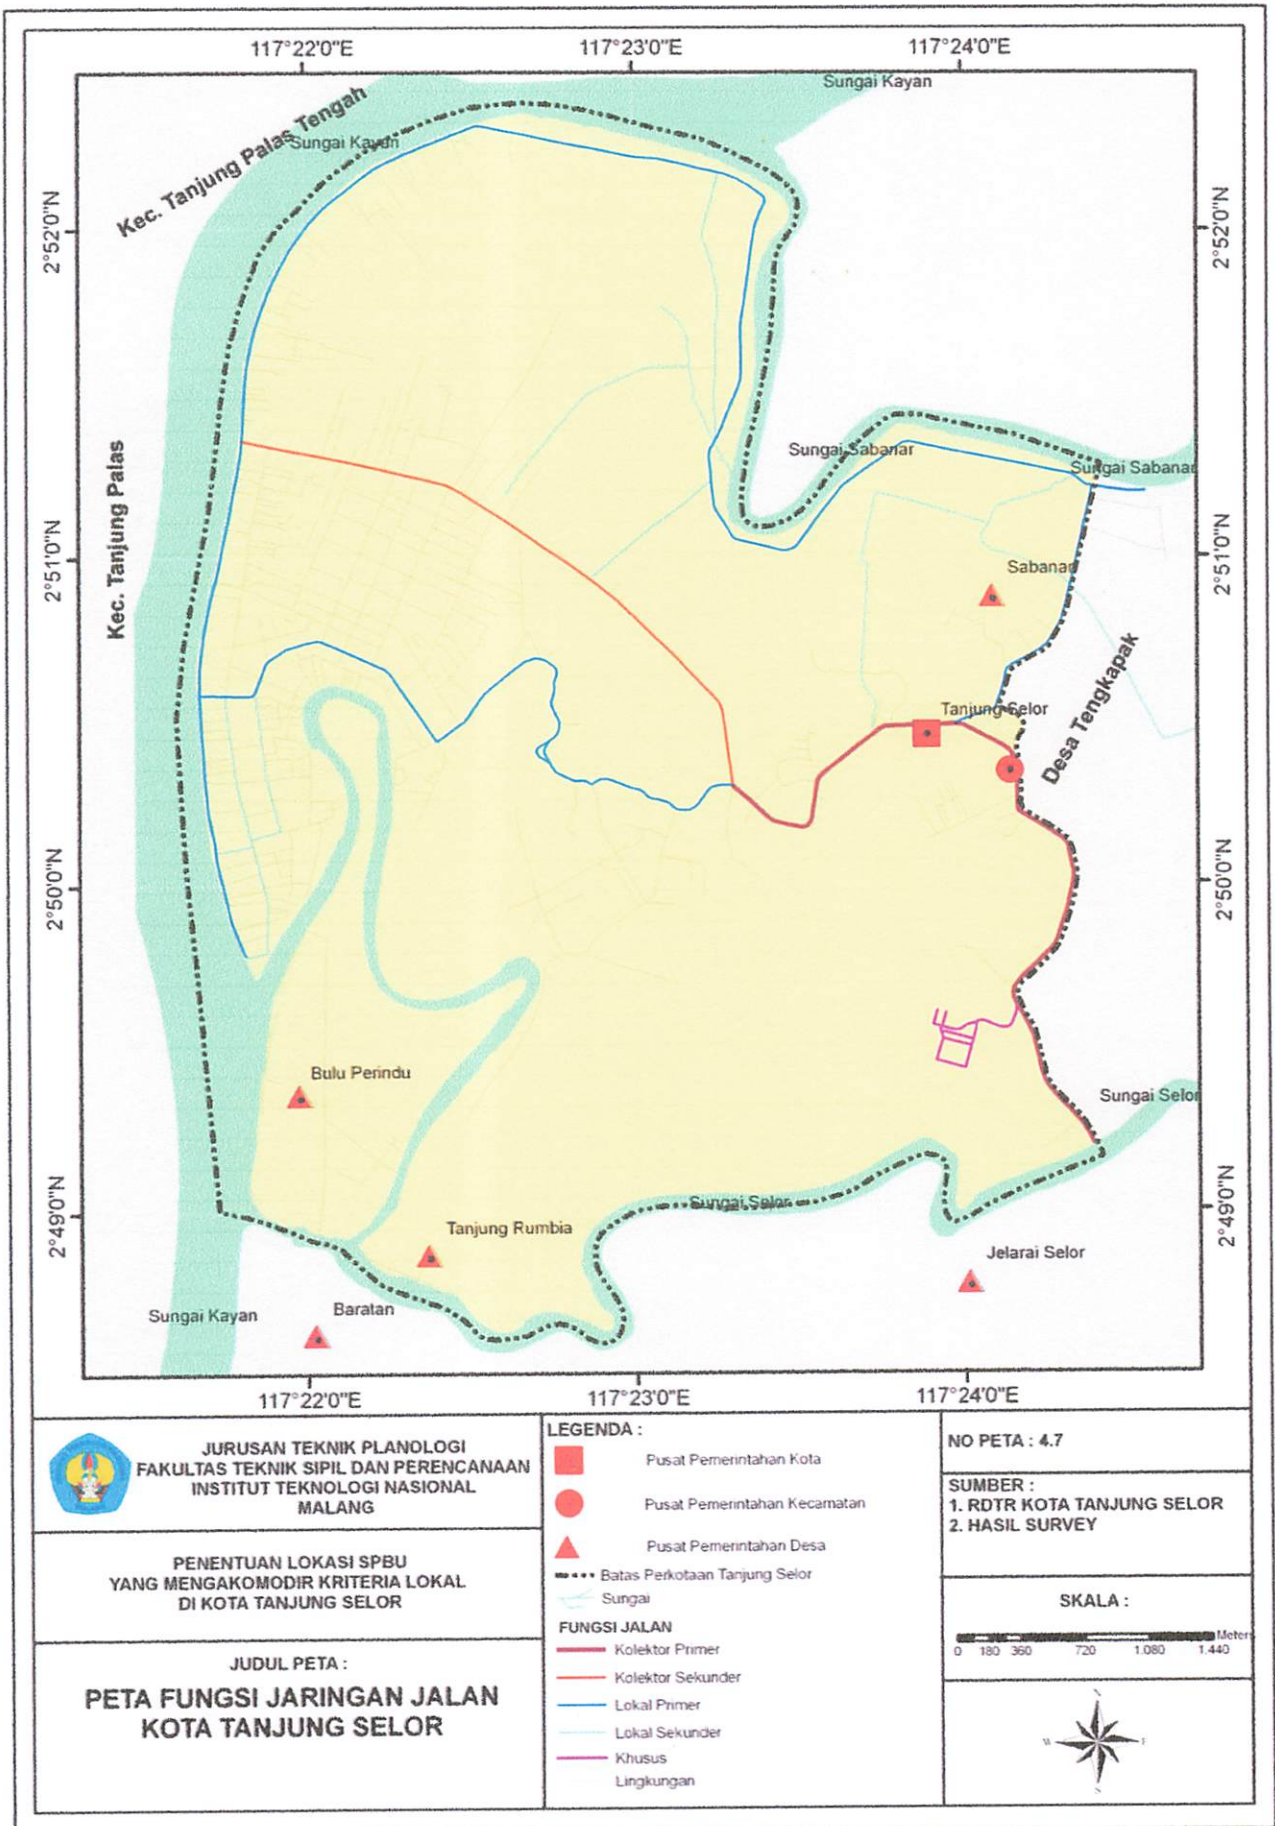 117°22'0"E
117°23'0"E
117°24'0"E
Sungai Kayan
Kec. Tanjung Palas Tengah
Sungai Kayan
2°52'0"N
2°52'0"N
Sungai Sabanar
Sungai Sabanar
Kec. Tanjung Palas
2°51'0"N
2°51'0"N
Sabanar
Desa Tengkapak
Tanjung Selor
2°50'0"N
2°50'0"N
Bulu Perindu
Sungai Selor
2°49'0"N
2°49'0"N
Sungai Selor
Tanjung Rumbia
Jelarai Selor
Sungai Kayan
Baratan
117°22'0"E
117°23'0"E
117°24'0"E
JURUSAN TEKNIK PLANOLOGI
FAKULTAS TEKNIK SIPIL DAN PERENCANAAN
INSTITUT TEKNOLOGI NASIONAL
MALANG
PENENTUAN LOKASI SPBU
YANG MENGAKOMODIR KRITERIA LOKAL
DI KOTA TANJUNG SELOR
JUDUL PETA :
PETA FUNGSI JARINGAN JALAN
KOTA TANJUNG SELOR
LEGENDA :
Pusat Pemerintahan Kota
Pusat Pemerintahan Kecamatan
Pusat Pemerintahan Desa
Batas Perkotaan Tanjung Selor
Sungai
FUNGSI JALAN
Kolektor Primer
Kolektor Sekunder
Lokal Primer
Lokal Sekunder
Khusus
Lingkungan
NO PETA : 4.7
SUMBER :
1. RDTR KOTA TANJUNG SELOR
2. HASIL SURVEY
SKALA :
Meters
0 180 360 720 1.080 1.440
N
W E
S